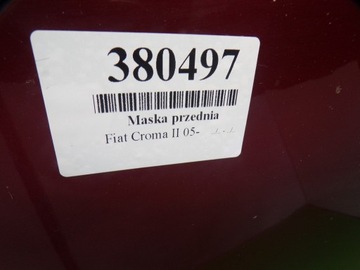 380497
Maska przednia
Fiat Croma II 05-